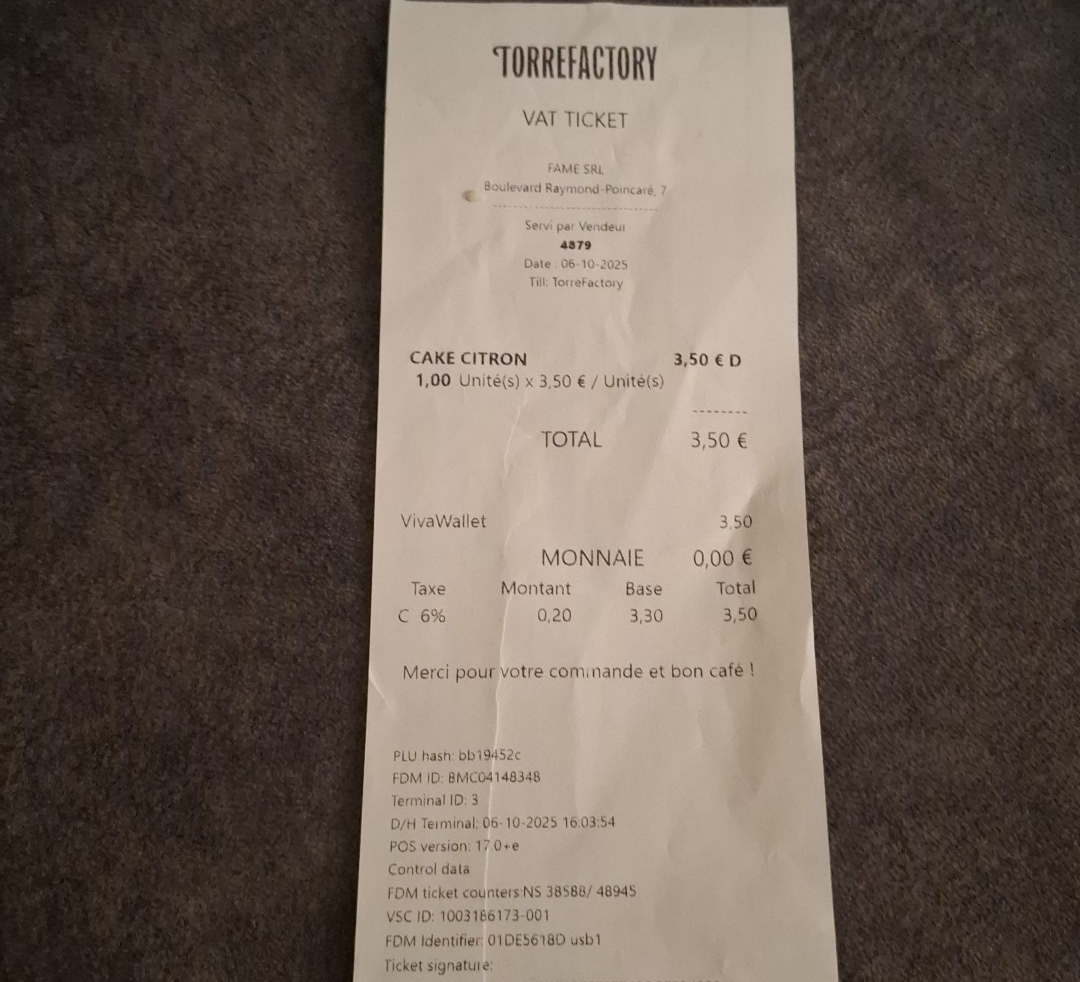 TORREFACTORY
VAT TICKET
FAME SRL
Boulevard Raymond-Poincaré, 7
Servi par Vendeur
4879
Date : 06-10-2025
Till: TorreFactory
CAKE CITRON 3,50 € D
1,00 Unité(s) x 3,50 € / Unité(s)
TOTAL 3,50 €
VivaWallet 3,50
MONNAIE 0,00 €
Taxe Montant Base Total
C 6% 0,20 3,30 3,50
Merci pour votre commande et bon café !
PLU hash: bb19452c
FDM ID: BMC04148348
Terminal ID: 3
D/H Terminal: 06-10-2025 16:03:54
POS version: 17.0+e
Control data
FDM ticket counters:NS 38588/ 48945
VSC ID: 1003186173-001
FDM Identifier: 01DE5618D usb1
Ticket signature: